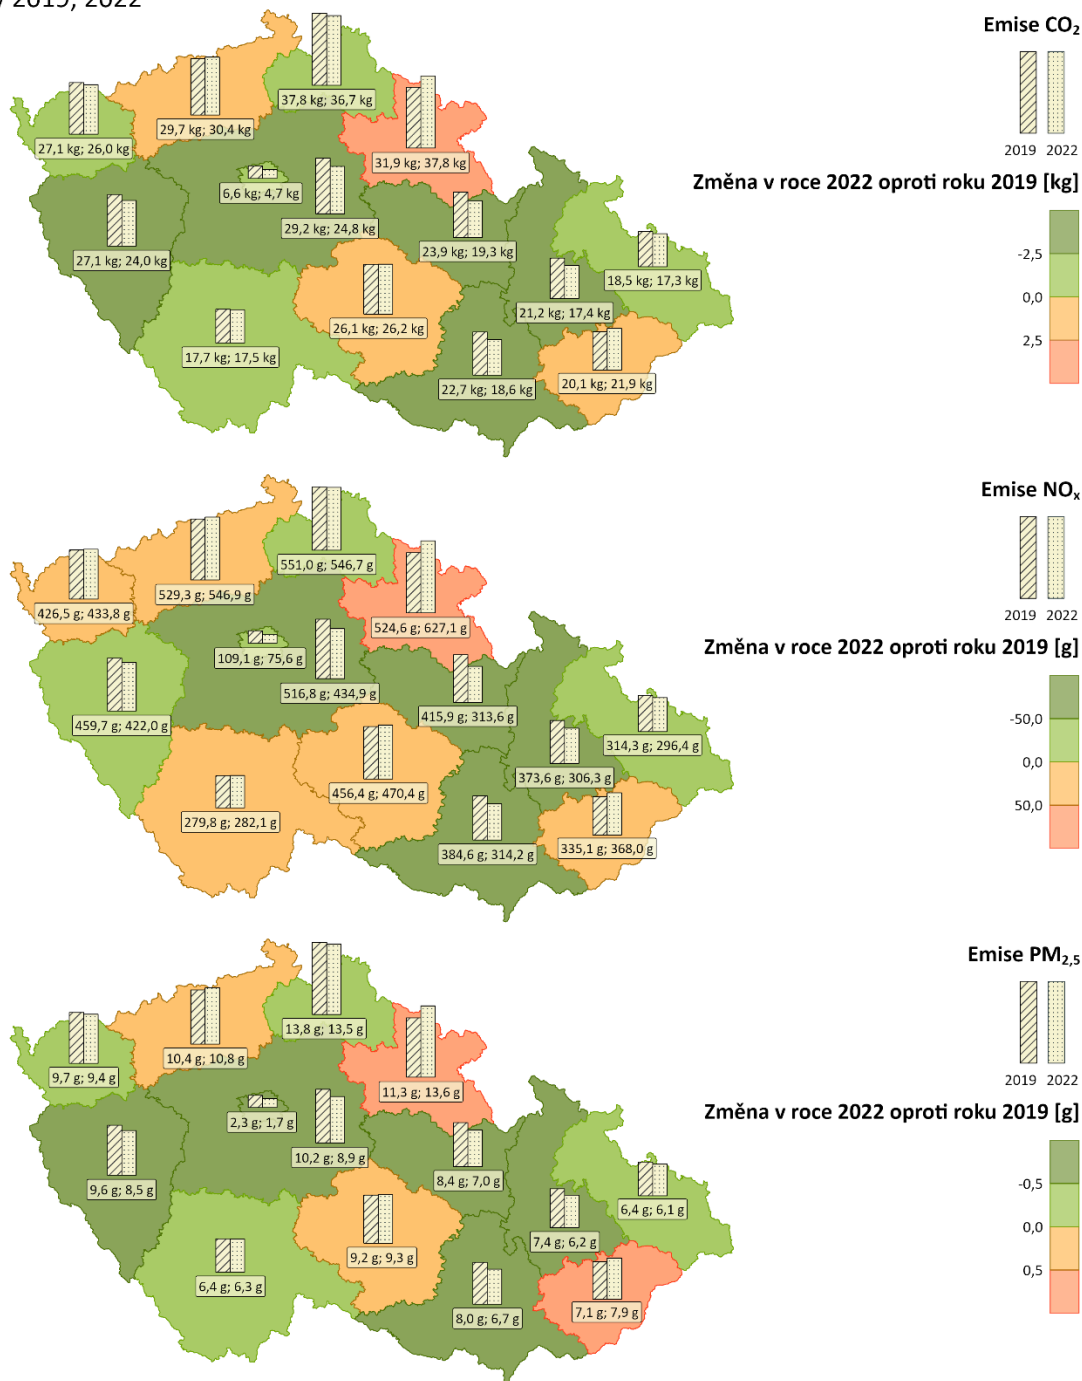 2019, 2022
Emise CO₂
37,8 kg; 36,7 kg
29,7 kg; 30,4 kg
27,1 kg; 26,0 kg
31,9 kg; 37,8 kg
2019 2022
Změna v roce 2022 oproti roku 2019 [kg]
6,6 kg; 4,7 kg
29,2 kg; 24,8 kg
23,9 kg; 19,3 kg
27,1 kg; 24,0 kg
18,5 kg; 17,3 kg
21,2 kg; 17,4 kg
26,1 kg; 26,2 kg
17,7 kg; 17,5 kg
20,1 kg; 21,9 kg
22,7 kg; 18,6 kg
-2,5
0,0
2,5
Emise NOₓ
551,0 g; 546,7 g
529,3 g; 546,9 g
426,5 g; 433,8 g
524,6 g; 627,1 g
2019 2022
Změna v roce 2022 oproti roku 2019 [g]
109,1 g; 75,6 g
516,8 g; 434,9 g
415,9 g; 313,6 g
459,7 g; 422,0 g
314,3 g; 296,4 g
373,6 g; 306,3 g
456,4 g; 470,4 g
279,8 g; 282,1 g
335,1 g; 368,0 g
384,6 g; 314,2 g
-50,0
0,0
50,0
Emise PM₂,₅
13,8 g; 13,5 g
10,4 g; 10,8 g
9,7 g; 9,4 g
11,3 g; 13,6 g
2019 2022
Změna v roce 2022 oproti roku 2019 [g]
2,3 g; 1,7 g
10,2 g; 8,9 g
8,4 g; 7,0 g
9,6 g; 8,5 g
6,4 g; 6,1 g
7,4 g; 6,2 g
9,2 g; 9,3 g
6,4 g; 6,3 g
7,1 g; 7,9 g
8,0 g; 6,7 g
-0,5
0,0
0,5